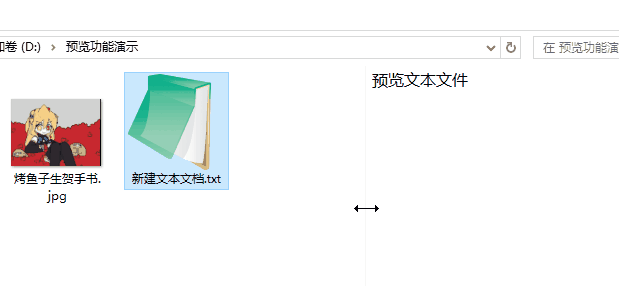 加卷 (D:) > 预览功能演示
在 预览功能演
预览文本文件
烤鱼子生贺手书.
jpg
新建文本文档.txt